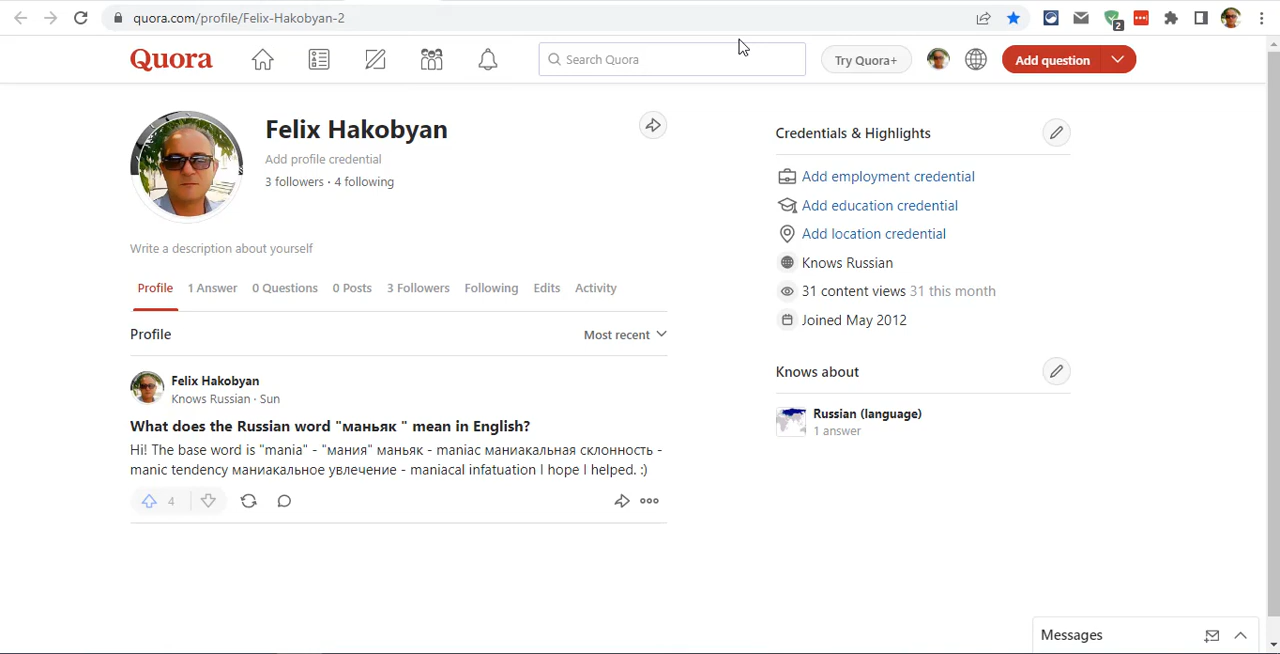 quora.com/profile/Felix-Hakobyan-2
2
Quora
Search Quora
Try Quora+
Add question
Felix Hakobyan
Add profile credential
3 followers · 4 following
Write a description about yourself
Profile 1 Answer 0 Questions 0 Posts 3 Followers Following Edits Activity
Profile
Most recent
Felix Hakobyan
Knows Russian · Sun
What does the Russian word "маньяк " mean in English?
Hi! The base word is "mania" - "мания" маньяк - maniac маниакальная склонность -
manic tendency маниакальное увлечение - maniacal infatuation I hope I helped. :)
4
Credentials & Highlights
Add employment credential
Add education credential
Add location credential
Knows Russian
31 content views 31 this month
Joined May 2012
Knows about
Russian (language)
1 answer
Messages